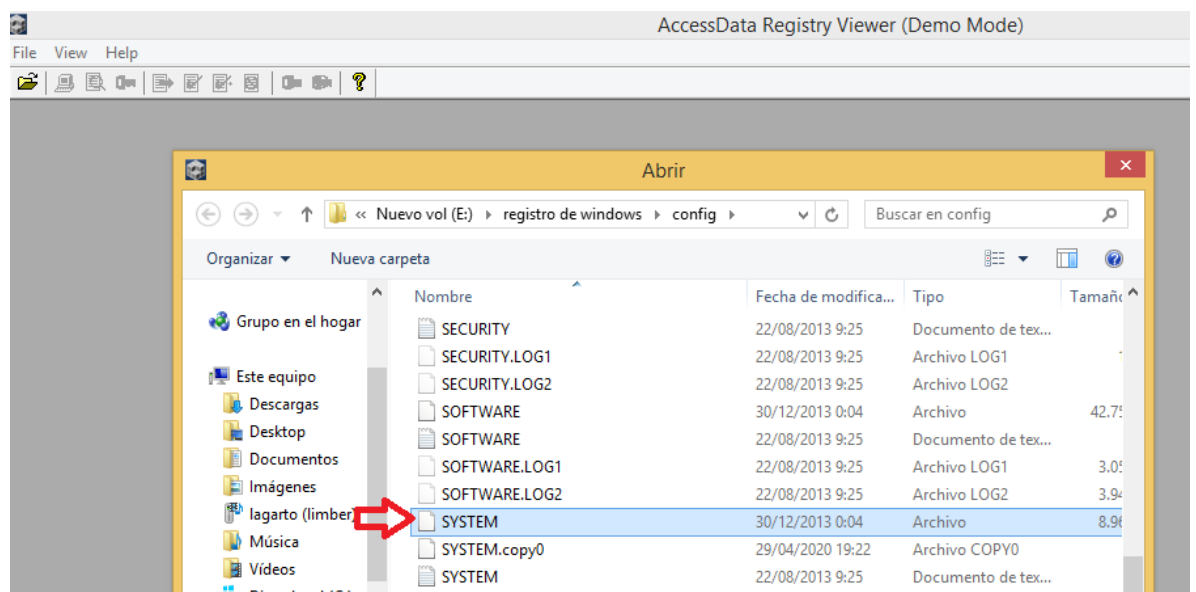 AccessData Registry Viewer (Demo Mode)
File View Help
Abrir
« Nuevo vol (E:) registro de windows config
Buscar en config
Organizar Nueva carpeta
Nombre Fecha de modifica... Tipo Tamaño
Grupo en el hogar
Este equipo
Descargas
Desktop
Documentos
Imágenes
lagarto (limber)
Música
Vídeos
SECURITY 22/08/2013 9:25 Documento de tex...
SECURITY.LOG1 22/08/2013 9:25 Archivo LOG1
SECURITY.LOG2 22/08/2013 9:25 Archivo LOG2
SOFTWARE 30/12/2013 0:04 Archivo 42.75
SOFTWARE 22/08/2013 9:25 Documento de tex...
SOFTWARE.LOG1 22/08/2013 9:25 Archivo LOG1 3.05
SOFTWARE.LOG2 22/08/2013 9:25 Archivo LOG2 3.94
SYSTEM 30/12/2013 0:04 Archivo 8.96
SYSTEM.copy0 29/04/2020 19:22 Archivo COPY0
SYSTEM 22/08/2013 9:25 Documento de tex...